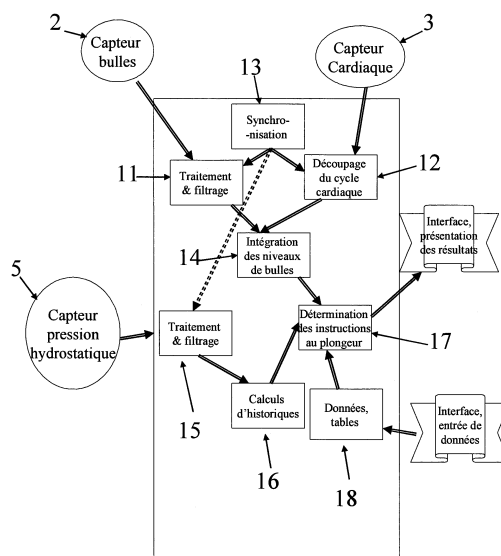 2
Capteur
bulles
3
Capteur
Cardiaque
13
Synchro-
-nisation
11
Traitement
& filtrage
Découpage
du cycle
cardiaque
12
14
Intégration
des niveaux
de bulles
Interface,
présentation
des résultats
5
Capteur
pression
hydrostatique
Traitement
& filtrage
Détermination
des instructions
au plongeur
17
15
Calculs
d'historiques
16
Données,
tables
18
Interface,
entrée de
données